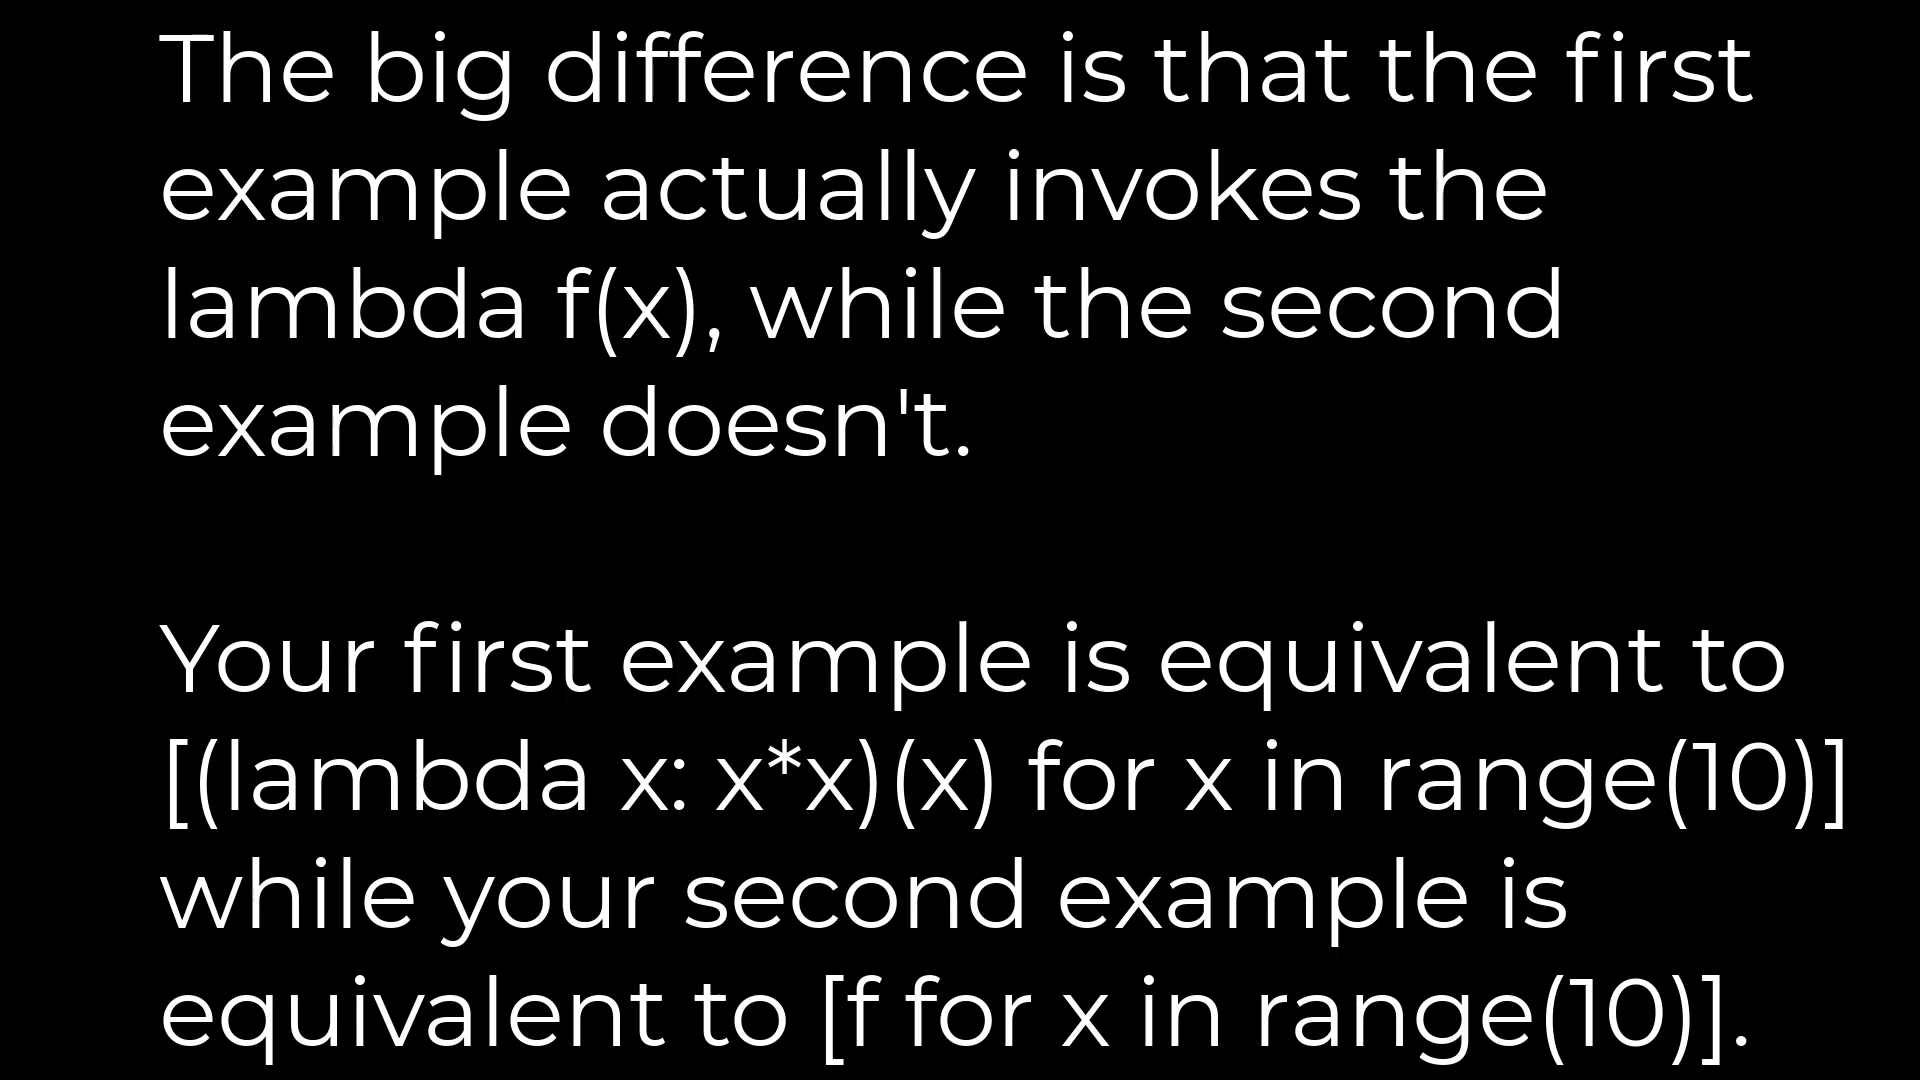 The big difference is that the first
example actually invokes the
lambda f(x), while the second
example doesn't.
Your first example is equivalent to
[(lambda x: x*x)(x) for x in range(10)]
while your second example is
equivalent to [f for x in range(10)].